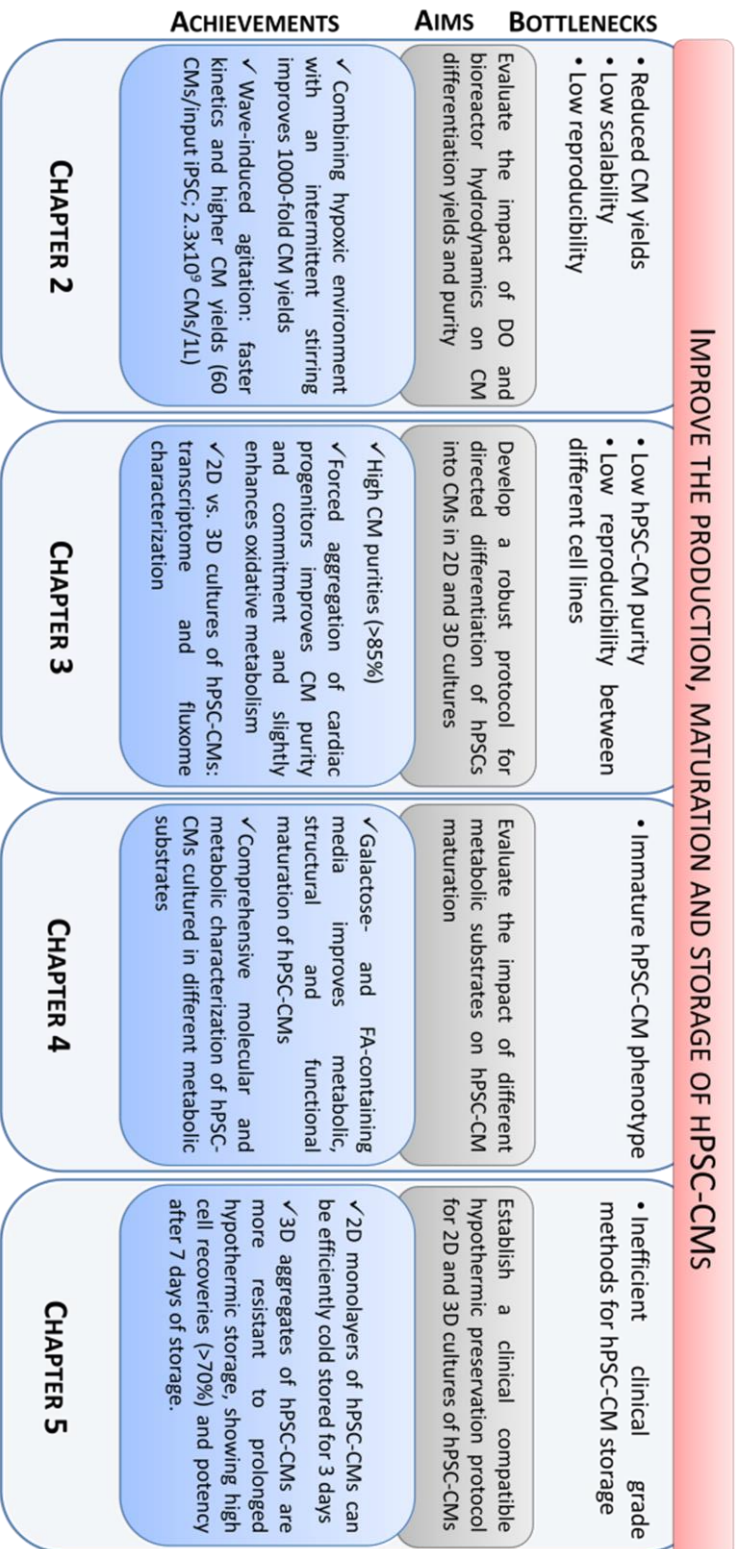 IMPROVE THE PRODUCTION, MATURATION AND STORAGE OF HPSC-CMS
BOTTLENECKS
AIMS
ACHIEVEMENTS
• Reduced CM yields
• Low scalability
• Low reproducibility
Evaluate the impact of DO and
bioreactor hydrodynamics on CM
differentiation yields and purity
✓ Combining hypoxic environment
with an intermittent stirring
improves 1000-fold CM yields
✓ Wave-induced agitation: faster
kinetics and higher CM yields (60
CMs/input iPSC; 2.3x10⁹ CMs/1L)
CHAPTER 2
• Low hPSC-CM purity
• Low reproducibility between
different cell lines
Develop a robust protocol for
directed differentiation of hPSCs
into CMs in 2D and 3D cultures
✓High CM purities (>85%)
✓Forced aggregation of cardiac
progenitors improves CM purity
and commitment and slightly
enhances oxidative metabolism
✓2D vs. 3D cultures of hPSC-CMs:
transcriptome and fluxome
characterization
CHAPTER 3
• Immature hPSC-CM phenotype
Evaluate the impact of different
metabolic substrates on hPSC-CM
maturation
✓Galactose- and FA-containing
media improves metabolic,
structural and functional
maturation of hPSC-CMs
✓Comprehensive molecular and
metabolic characterization of hPSC-
CMs cultured in different metabolic
substrates
CHAPTER 4
• Inefficient clinical grade
methods for hPSC-CM storage
Establish a clinical compatible
hypothermic preservation protocol
for 2D and 3D cultures of hPSC-CMs
✓2D monolayers of hPSC-CMs can
be efficiently cold stored for 3 days
✓3D aggregates of hPSC-CMs are
more resistant to prolonged
hypothermic storage, showing high
cell recoveries (>70%) and potency
after 7 days of storage.
CHAPTER 5